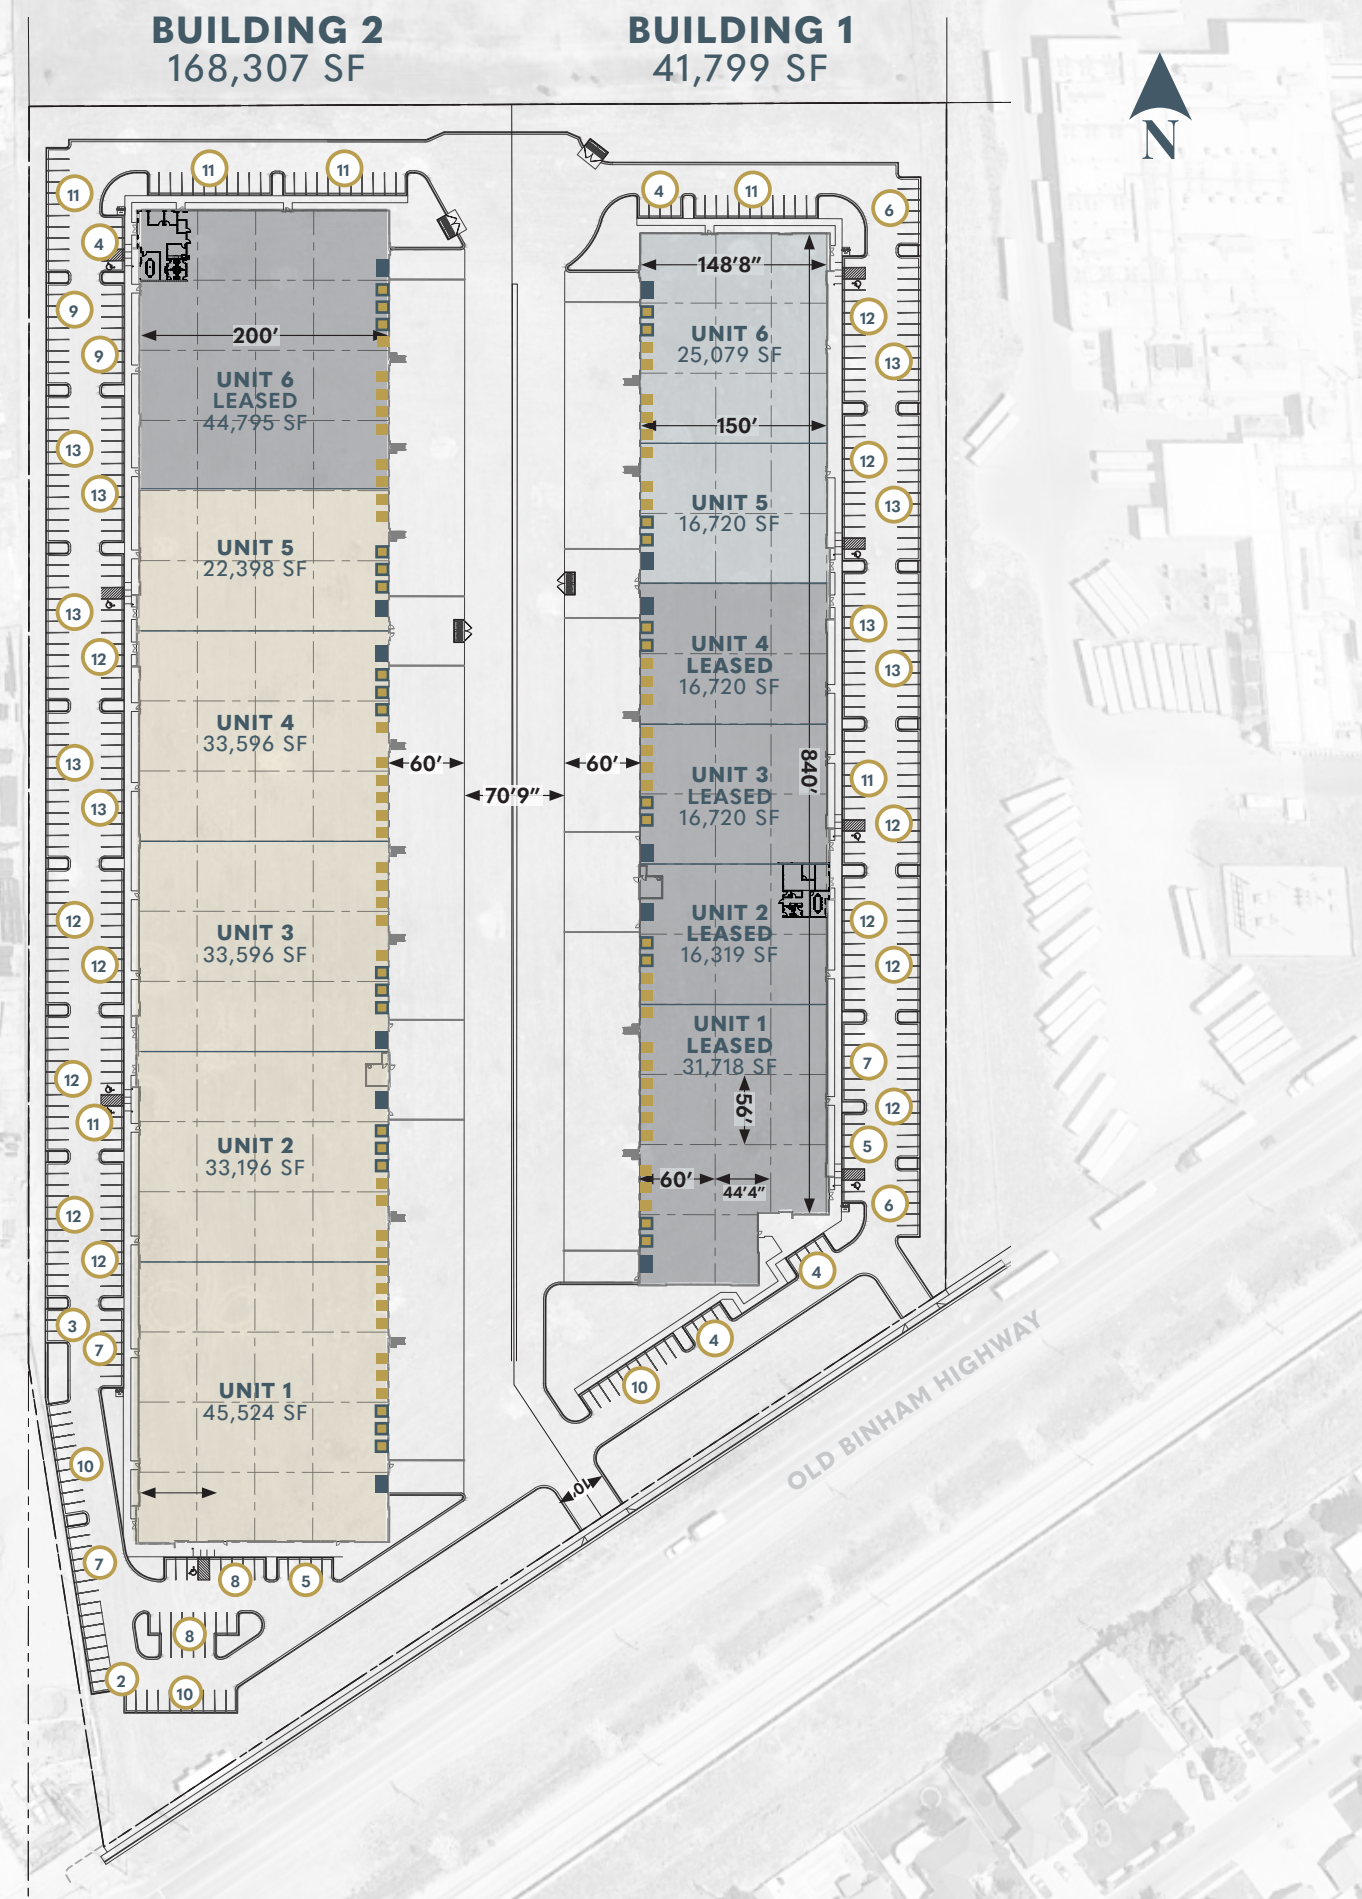 BUILDING 2
168,307 SF
BUILDING 1
41,799 SF
N
11
11
11
4
9
9
13
13
13
12
13
13
12
12
12
11
12
12
3
7
10
7
2
10
8
8
5
200'
UNIT 6
LEASED
44,795 SF
UNIT 5
22,398 SF
UNIT 4
33,596 SF
UNIT 3
33,596 SF
UNIT 2
33,196 SF
UNIT 1
45,524 SF
60'
70'9"
60'
4
11
6
148'8"
UNIT 6
25,079 SF
150'
UNIT 5
16,720 SF
UNIT 4
LEASED
16,720 SF
UNIT 3
LEASED
16,720 SF
840'
UNIT 2
LEASED
16,319 SF
UNIT 1
LEASED
31,718 SF
56'
60'
44'4"
12
13
12
13
13
13
11
12
12
12
7
12
5
6
4
4
10
10'
OLD BINHAM HIGHWAY